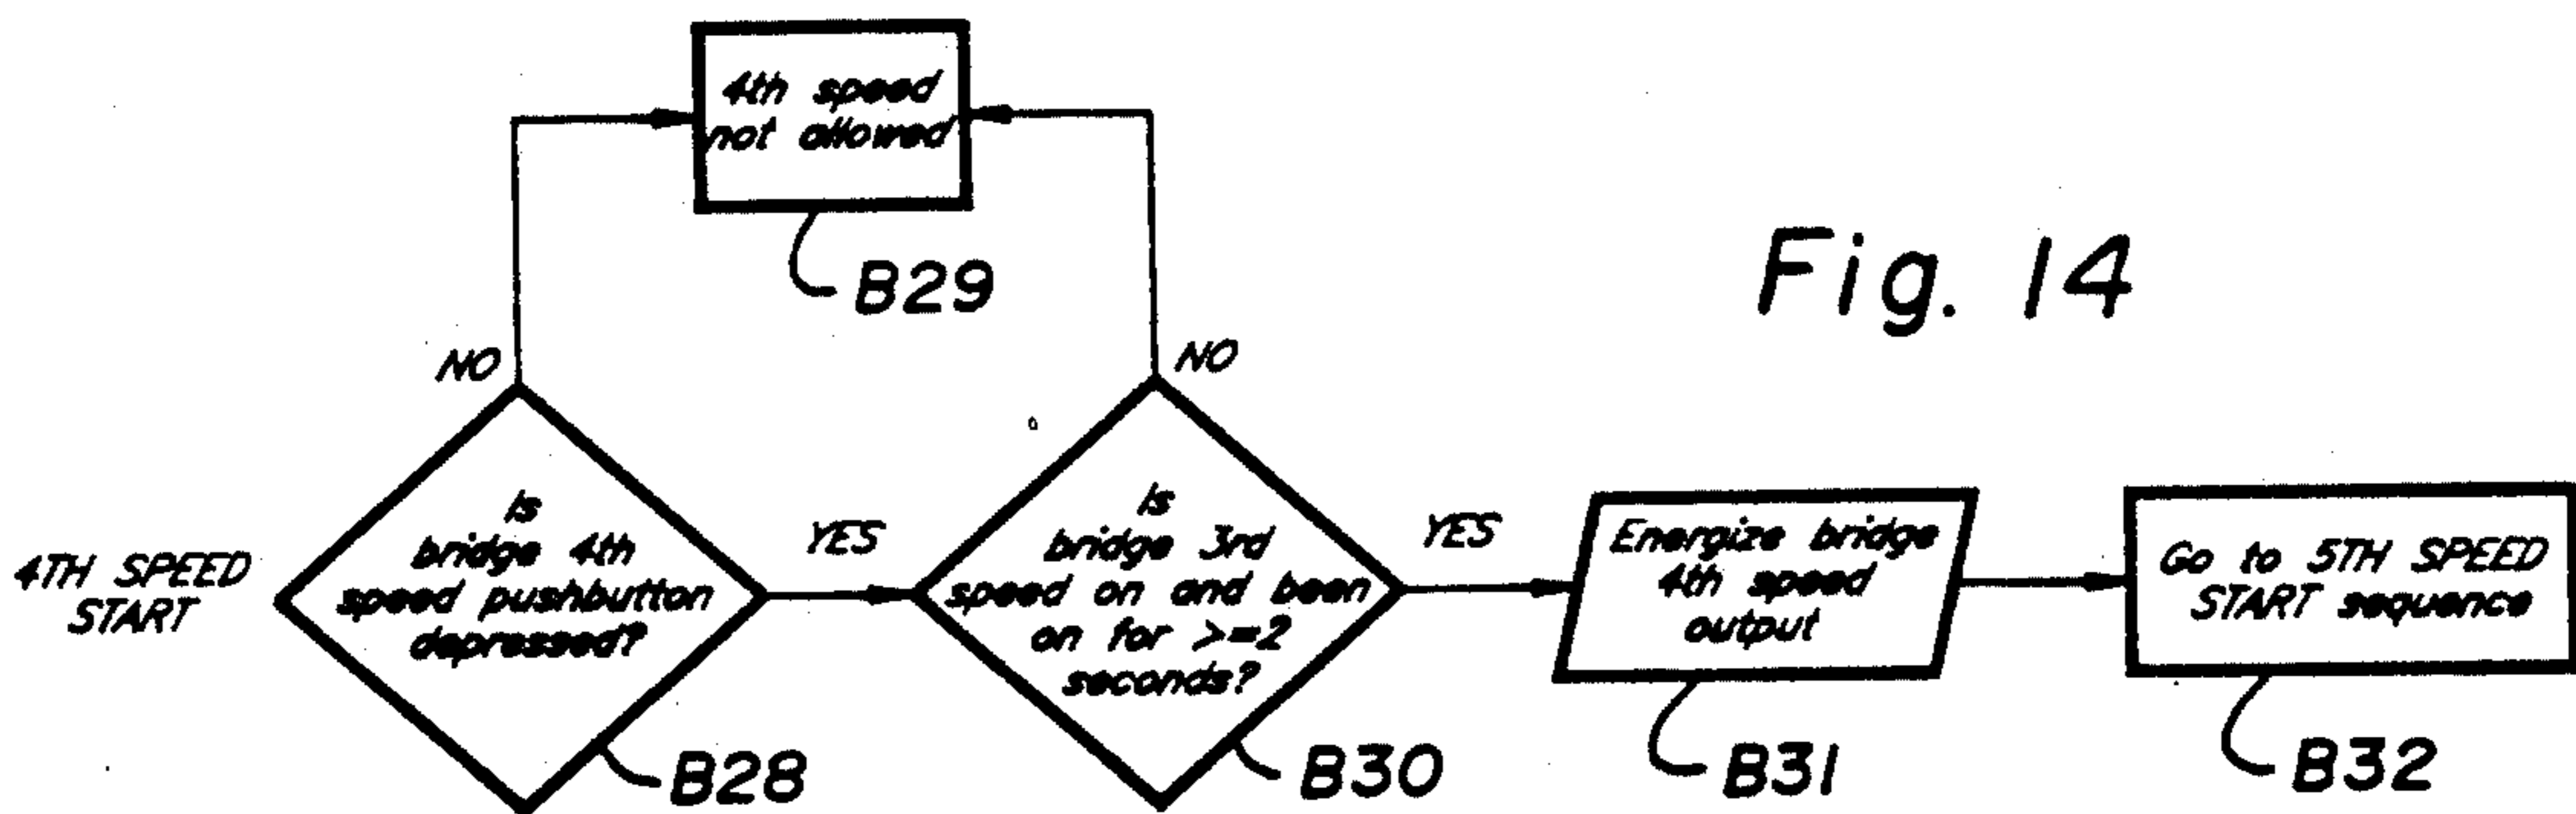 4th speed
not allowed
B29
Fig. 14
NO
NO
4TH SPEED
START
Is
bridge 4th
speed pushbutton
depressed?
B28
YES
Is
bridge 3rd
speed on and been
on for >=2
seconds?
B30
YES
Energize bridge
4th speed
output
B31
Go to 5TH SPEED
START sequence
B32